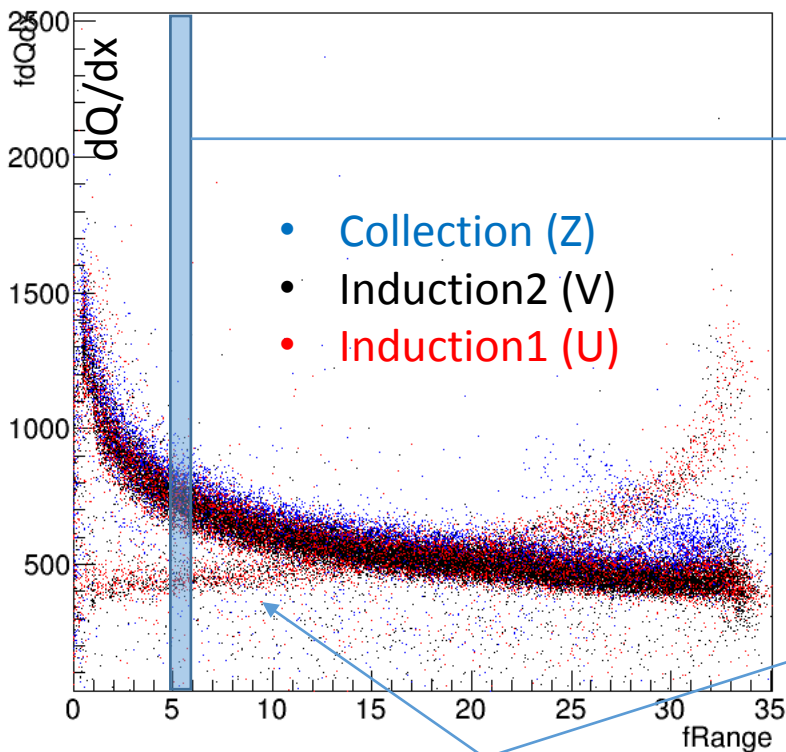 2500
fdQdx
dQ/dx
2000
• Collection (Z)
• Induction2 (V)
1500
• Induction1 (U)
1000
500
0 5 10 15 20 25 30 35
fRange